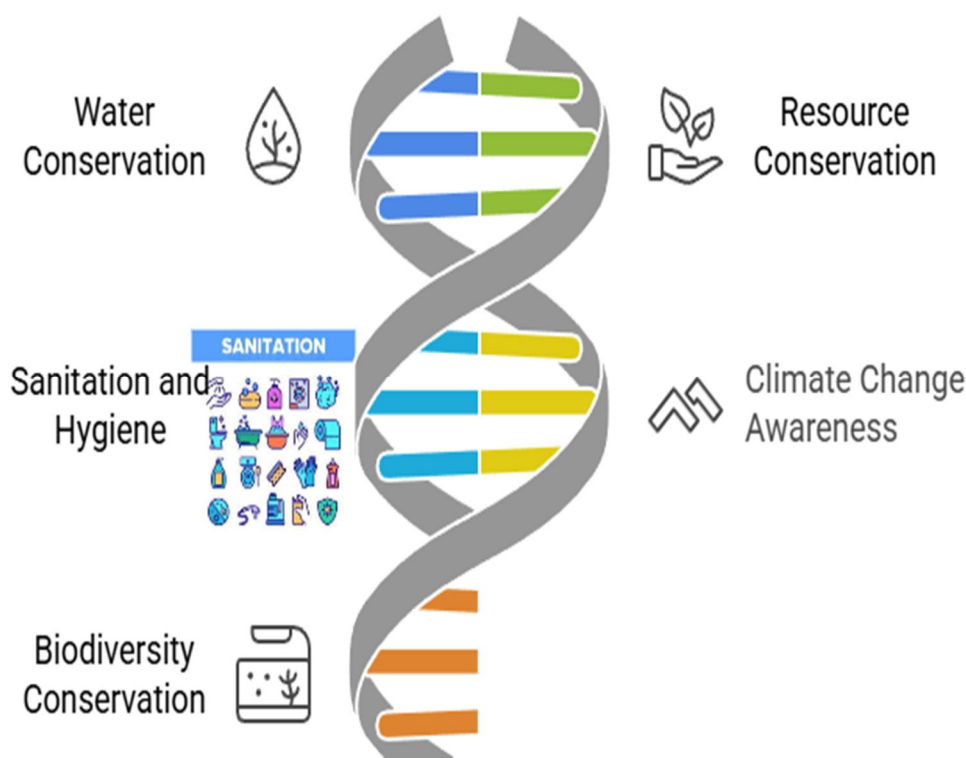 Water
Conservation
Resource
Conservation
SANITATION
Sanitation and
Hygiene
Climate Change
Awareness
Biodiversity
Conservation